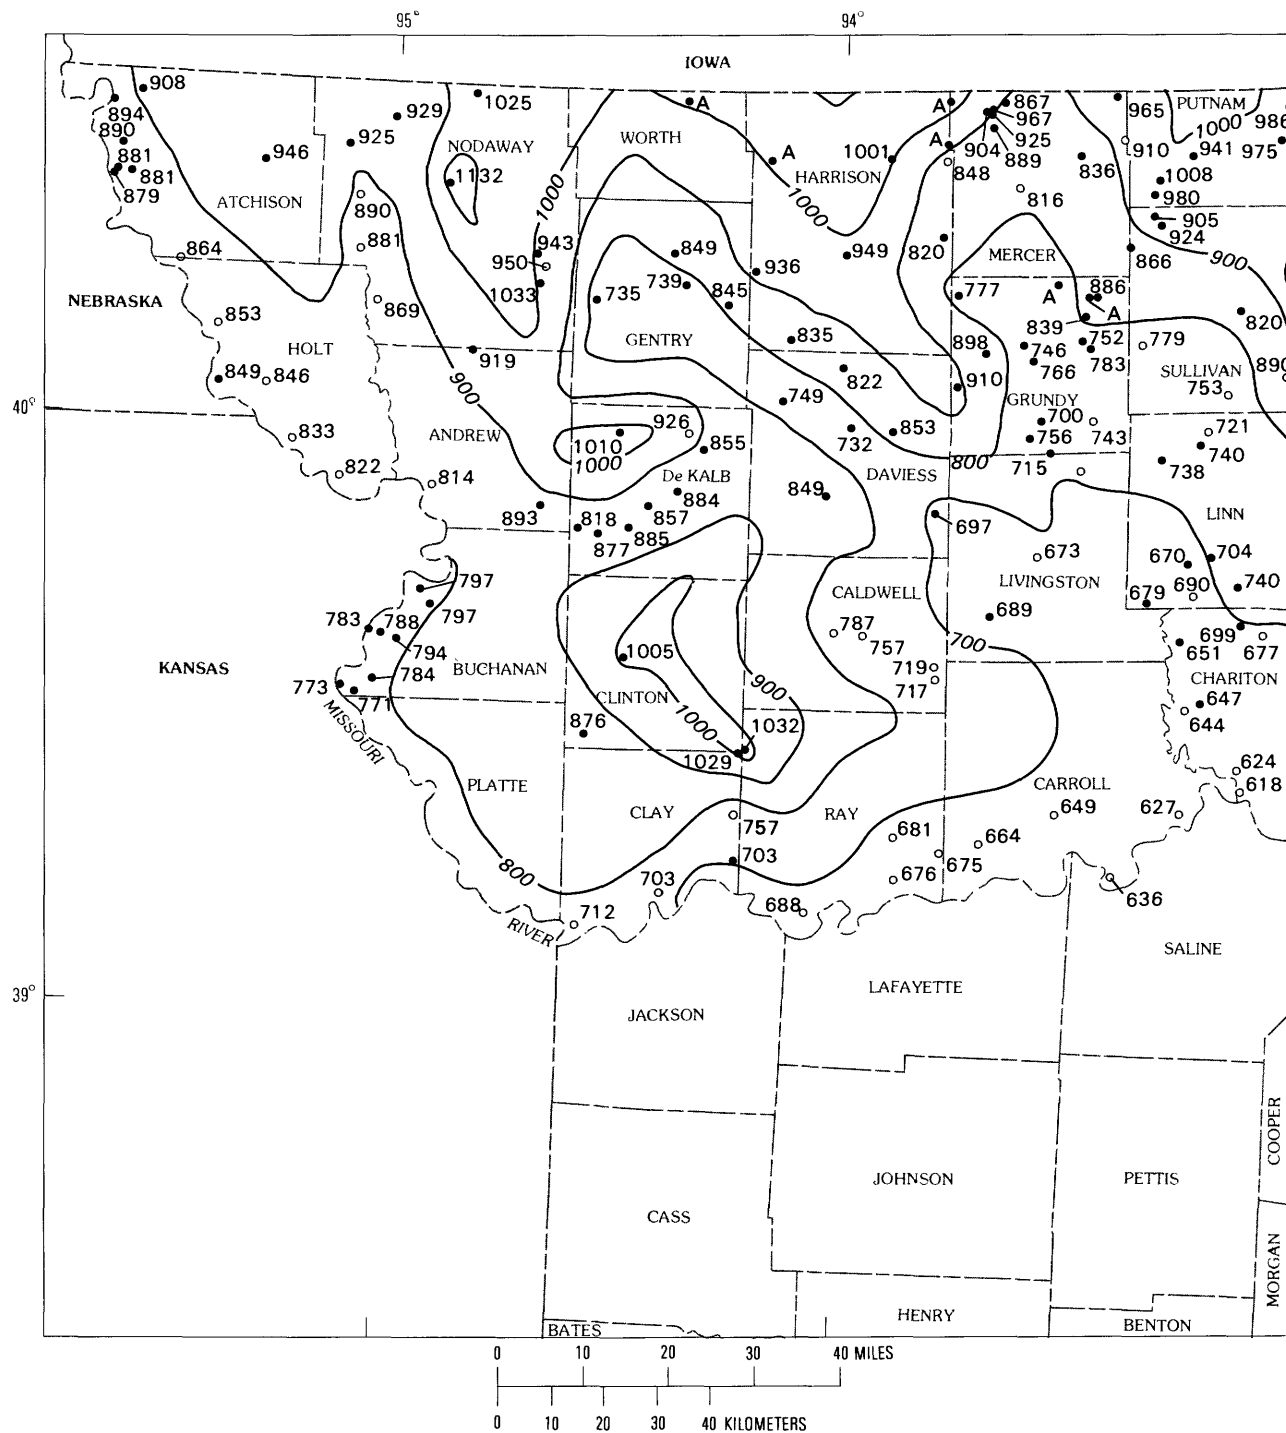 95° 94°
IOWA
908 1025 A A 867 965 PUTNAM
894 929 967 1000 986
890 925 NODAWAY WORTH A 1001 A 904 925 889 836 910 941 975
881 946 1132 HARRISON 848 1008
881 ATCHISON 1000 1000 816 980
879 890 905
924
864 881 943 849 949 820 MERCER 866 900
950 739 936
NEBRASKA 869 1033 735 845 777 A 886 A
853 839 820
HOLT GENTRY 835 898 746 752 779
849 846 919 822 766 783 SULLIVAN 890
40° 900 749 910 GRUNDY 753
833 ANDREW 926 732 853 700 743 721
1010 855 756 740
1000 800 715 738
822 814 De KALB DAVIESS
893 818 857 884 849 LINN
877 885 697
797 673 670 704
CALDWELL LIVINGSTON 690 740
783 788 797 787 689 679
794 1005 757 700 699
KANSAS BUCHANAN 719 651 677
773 771 784 CLINTON 900 717 CHARITON
876 1000 1032 647
MISSOURI 1029 644
PLATTE CARROLL 624
CLAY RAY 649 627 618
757 681 664
800 703 703 676 675
636
712 688
RIVER SALINE
39° LAFAYETTE
JACKSON
COOPER
JOHNSON PETTIS
CASS
MORGAN
HENRY
BATES BENTON
0 10 20 30 40 MILES
0 10 20 30 40 KILOMETERS